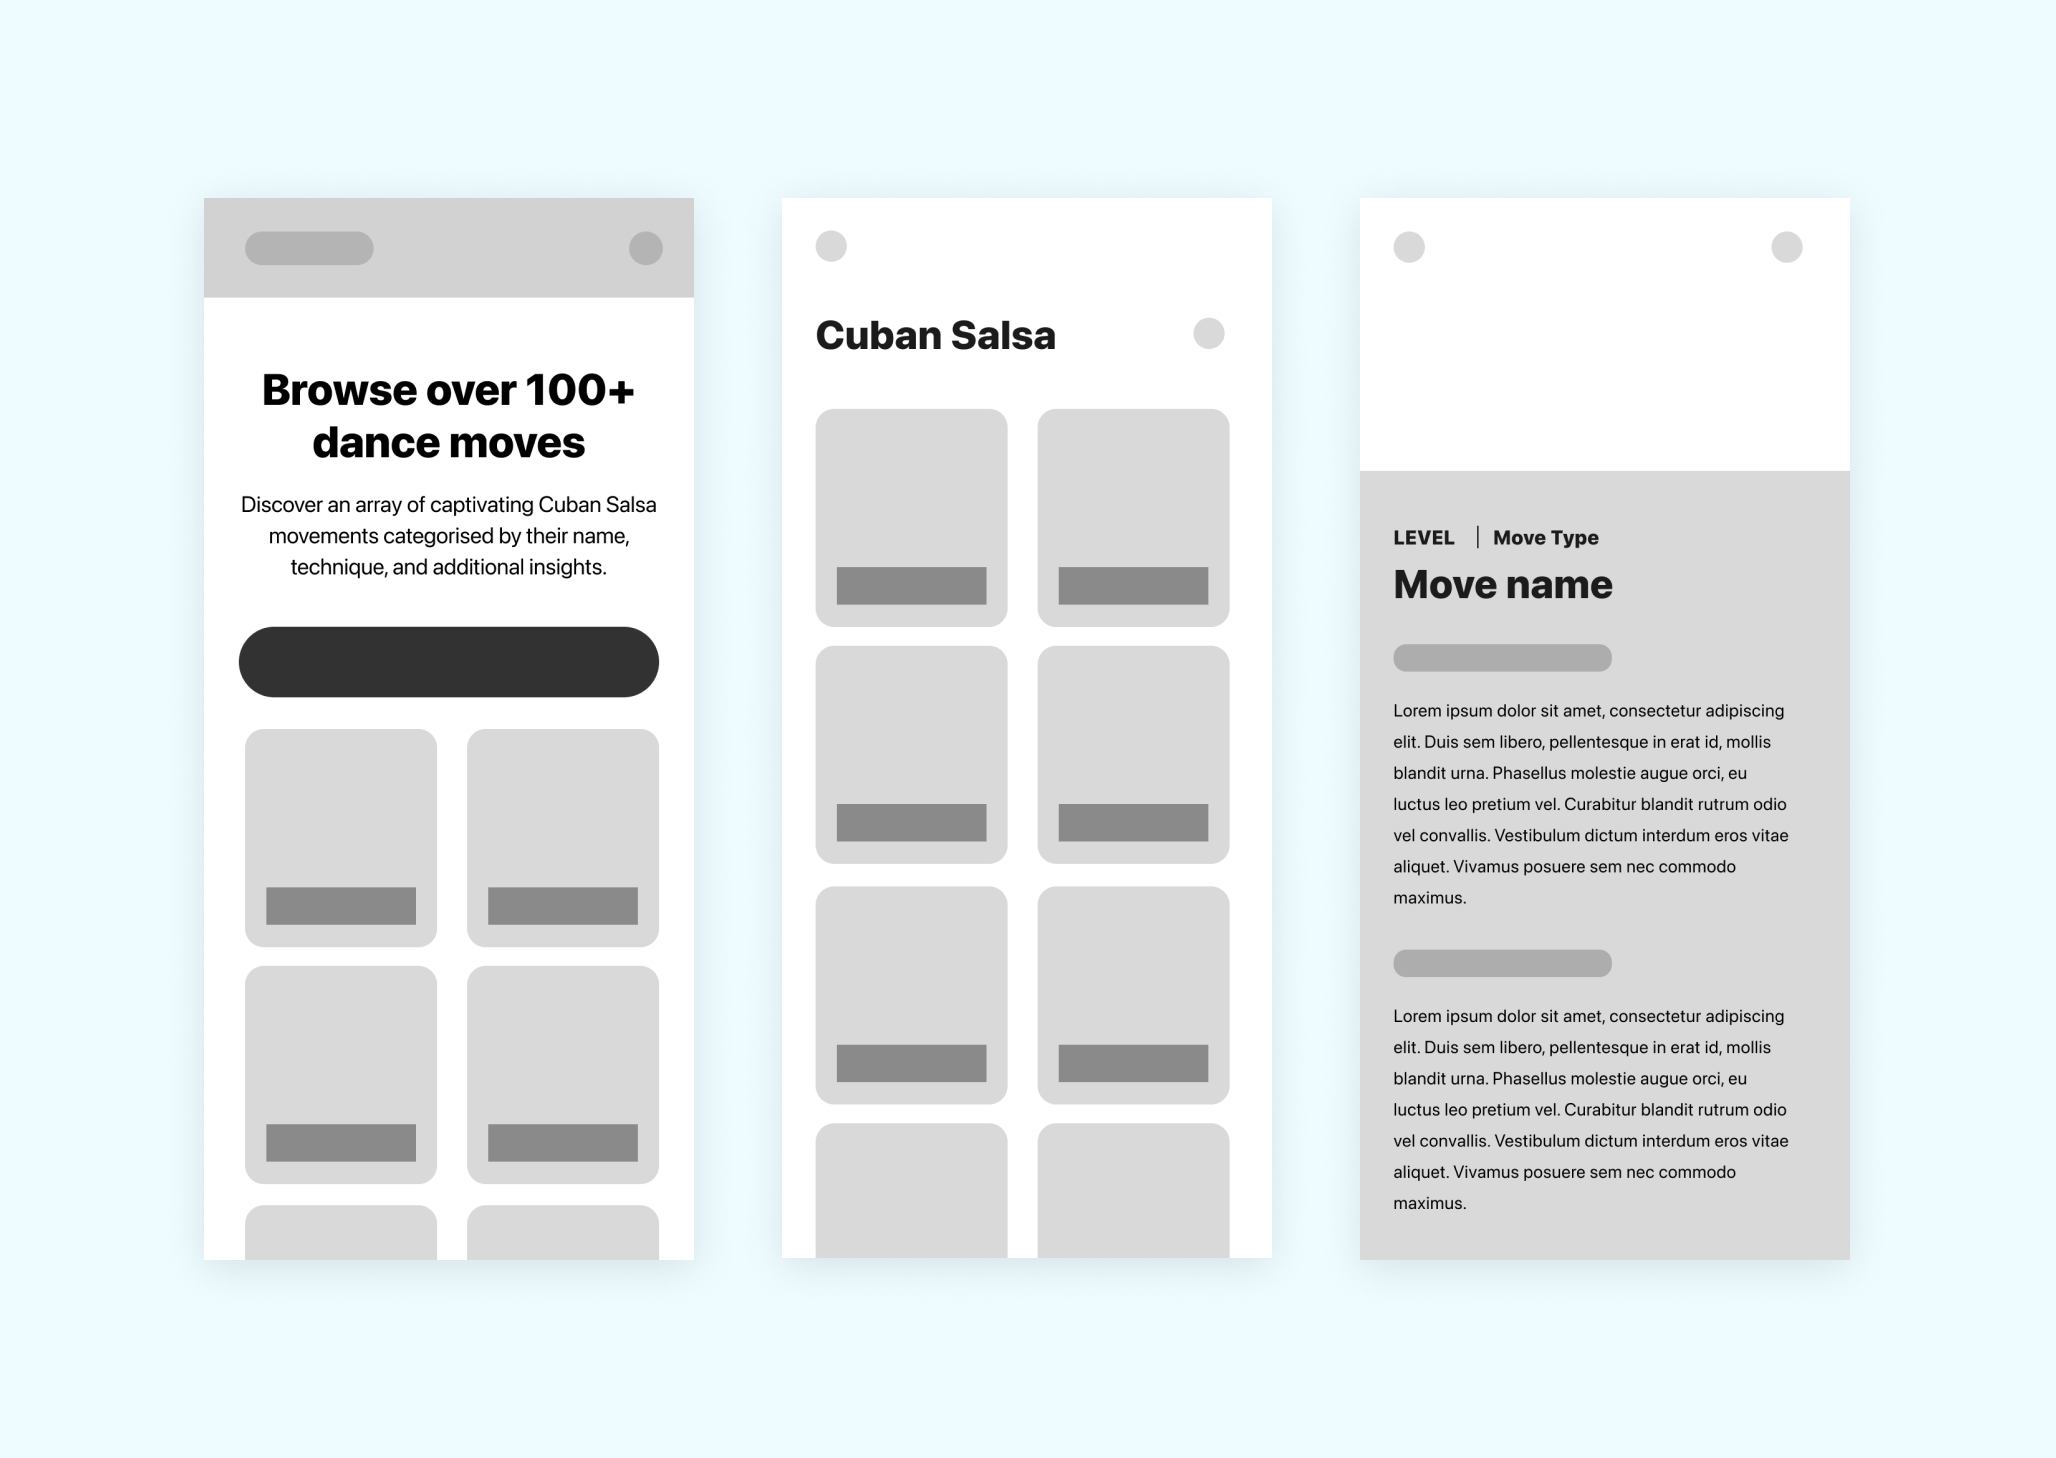 Browse over 100+
dance moves
Discover an array of captivating Cuban Salsa
movements categorised by their name,
technique, and additional insights.
Cuban Salsa
LEVEL | Move Type
Move name
Lorem ipsum dolor sit amet, consectetur adipiscing
elit. Duis sem libero, pellentesque in erat id, mollis
blandit urna. Phasellus molestie augue orci, eu
luctus leo pretium vel. Curabitur blandit rutrum odio
vel convallis. Vestibulum dictum interdum eros vitae
aliquet. Vivamus posuere sem nec commodo
maximus.
Lorem ipsum dolor sit amet, consectetur adipiscing
elit. Duis sem libero, pellentesque in erat id, mollis
blandit urna. Phasellus molestie augue orci, eu
luctus leo pretium vel. Curabitur blandit rutrum odio
vel convallis. Vestibulum dictum interdum eros vitae
aliquet. Vivamus posuere sem nec commodo
maximus.